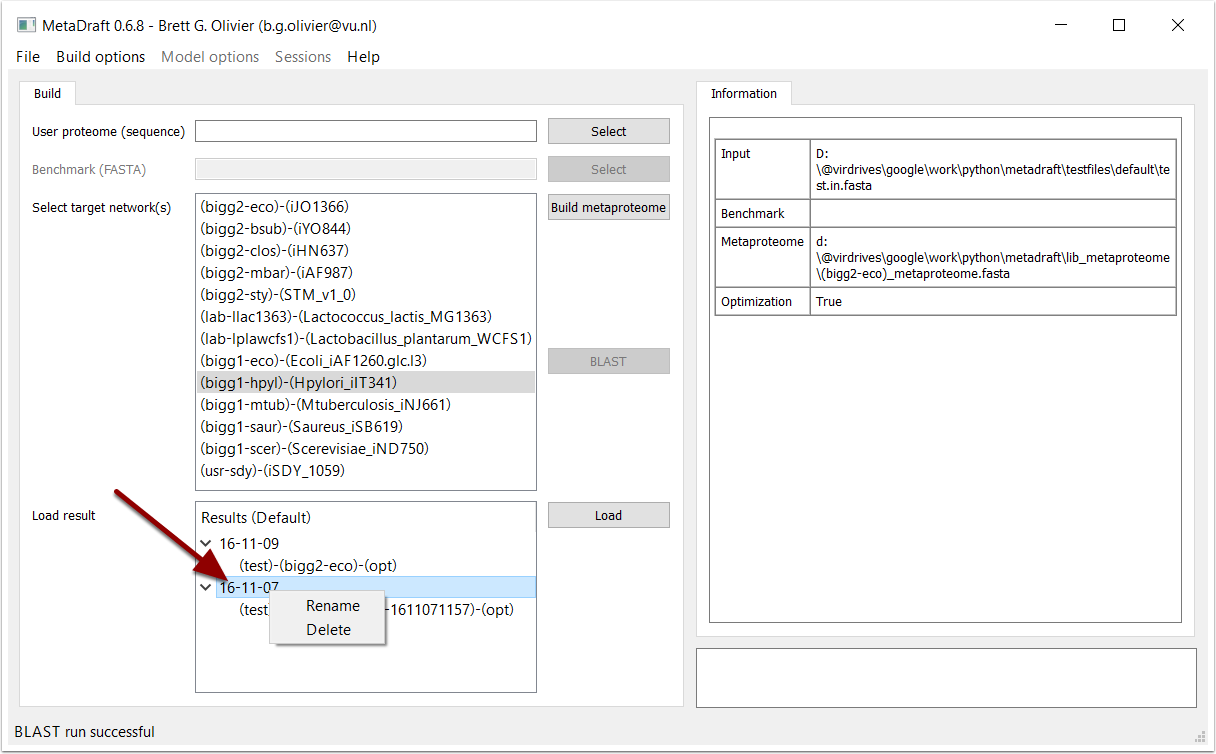 MetaDraft 0.6.8 - Brett G. Olivier (b.g.olivier@vu.nl)
File Build options Model options Sessions Help
Build
User proteome (sequence) Select
Benchmark (FASTA) Select
Select target network(s) Build metaproteome
(bigg2-eco)-(iJO1366)
(bigg2-bsub)-(iYO844)
(bigg2-clos)-(iHN637)
(bigg2-mbar)-(iAF987)
(bigg2-sty)-(STM_v1_0)
(lab-llac1363)-(Lactococcus_lactis_MG1363)
(lab-lplawcfs1)-(Lactobacillus_plantarum_WCFS1)
(bigg1-eco)-(Ecoli_iAF1260.glc.l3)
BLAST
(bigg1-hpyl)-(Hpylori_iIT341)
(bigg1-mtub)-(Mtuberculosis_iNJ661)
(bigg1-saur)-(Saureus_iSB619)
(bigg1-scer)-(Scerevisiae_iND750)
(usr-sdy)-(iSDY_1059)
Load result Load
Results (Default)
16-11-09
(test)-(bigg2-eco)-(opt)
16-11-07
(test -1611071157)-(opt)
Rename
Delete
Information
Input D:
\@virdrives\google\work\python\metadraft\testfiles\default\te
st.in.fasta
Benchmark
Metaproteome d:
\@virdrives\google\work\python\metadraft\lib_metaproteome
\(bigg2-eco)_metaproteome.fasta
Optimization True
BLAST run successful